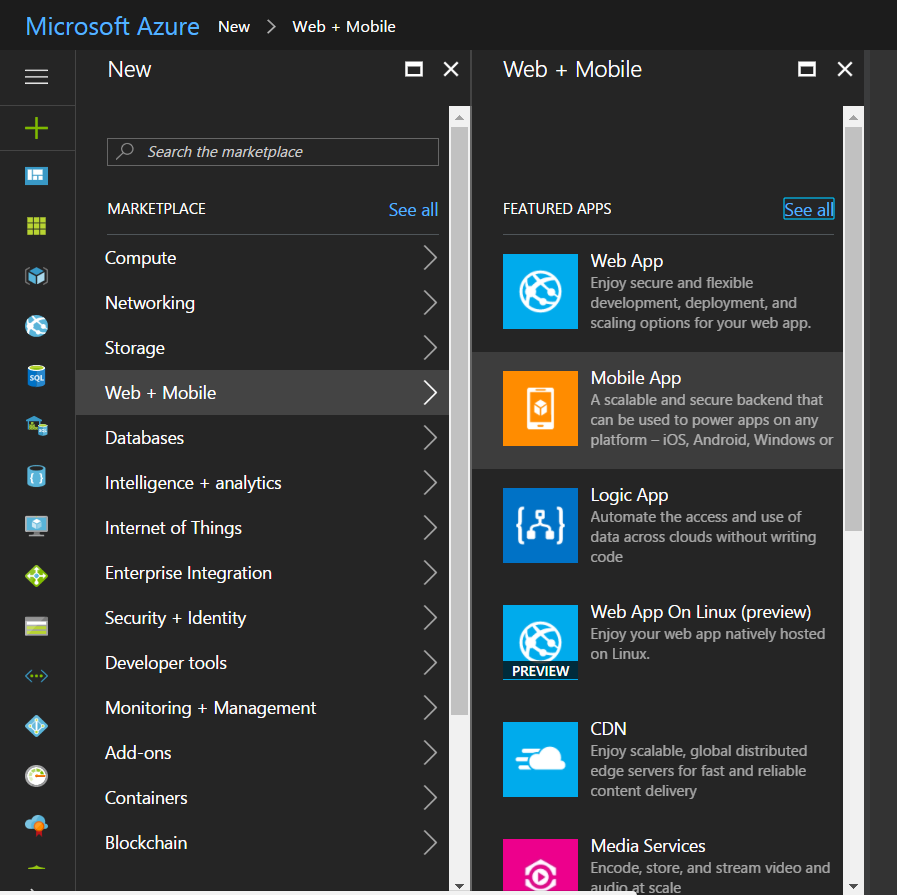 Microsoft Azure New > Web + Mobile
New
Search the marketplace
MARKETPLACE See all
Compute
Networking
Storage
Web + Mobile
Databases
Intelligence + analytics
Internet of Things
Enterprise Integration
Security + Identity
Developer tools
Monitoring + Management
Add-ons
Containers
Blockchain
SQL
Web + Mobile
FEATURED APPS See all
Web App
Enjoy secure and flexible
development, deployment, and
scaling options for your web app.
Mobile App
A scalable and secure backend that
can be used to power apps on any
platform – iOS, Android, Windows or
Logic App
Automate the access and use of
data across clouds without writing
code
Web App On Linux (preview)
Enjoy your web app natively hosted
on Linux.
PREVIEW
CDN
Enjoy scalable, global distributed
edge servers for fast and reliable
content delivery
Media Services
Encode, store, and stream video and
audio at scale